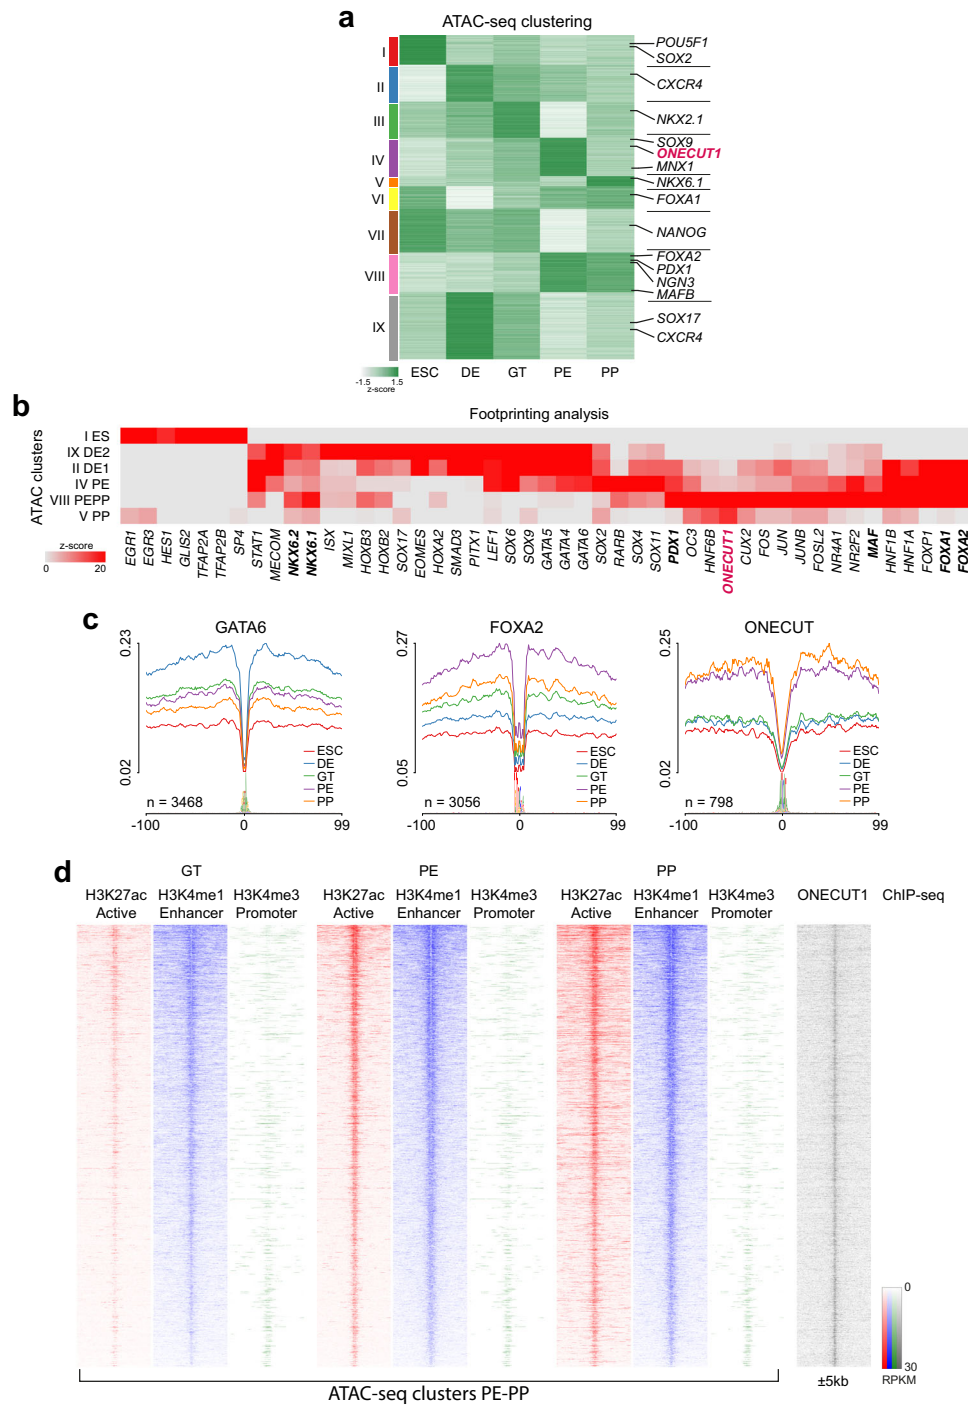 a
ATAC-seq clustering
I
II
III
IV
V
VI
VII
VIII
IX
POU5F1
SOX2
CXCR4
NKX2.1
SOX9
ONECUT1
MNX1
NKX6.1
FOXA1
NANOG
FOXA2
PDX1
NGN3
MAFB
SOX17
CXCR4
-1.5 1.5
z-score
ESC DE GT PE PP
b
Footprinting analysis
ATAC clusters
I ES
IX DE2
II DE1
IV PE
VIII PEPP
V PP
z-score
0 20
EGR1 EGR3 HES1 GLIS2 TFAP2A TFAP2B SP4 STAT1 MECOM NKX6.2 NKX6.1 ISX MIXL1 HOXB3 HOXB2 SOX17 EOMES HOXA2 SMAD3 PITX1 LEF1 SOX6 SOX9 GATA5 GATA4 GATA6 SOX2 RARB SOX4 SOX11 PDX1 OC3 HNF6B ONECUT1 CUX2 FOS JUN JUNB FOSL2 NR4A1 NR2F2 MAF HNF1B HNF1A FOXP1 FOXA1 FOXA2
c
GATA6
0.23
0.02
ESC
DE
GT
PE
PP
n = 3468
-100 0 99
FOXA2
0.27
0.05
ESC
DE
GT
PE
PP
n = 3056
-100 0 99
ONECUT
0.25
0.02
ESC
DE
GT
PE
PP
n = 798
-100 0 99
d
GT PE PP
H3K27ac H3K4me1 H3K4me3 H3K27ac H3K4me1 H3K4me3 H3K27ac H3K4me1 H3K4me3 ONECUT1 ChIP-seq
Active Enhancer Promoter Active Enhancer Promoter Active Enhancer Promoter
0
30
RPKM
±5kb
ATAC-seq clusters PE-PP